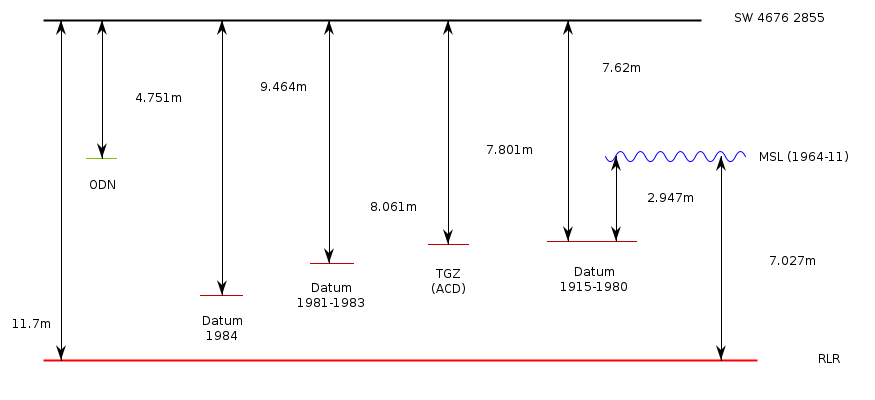 SW 4676 2855
7.62m
9.464m
4.751m
7.801m
MSL (1964-11)
ODN
2.947m
8.061m
7.027m
TGZ
(ACD)
Datum
1915-1980
Datum
1981-1983
Datum
1984
11.7m
RLR